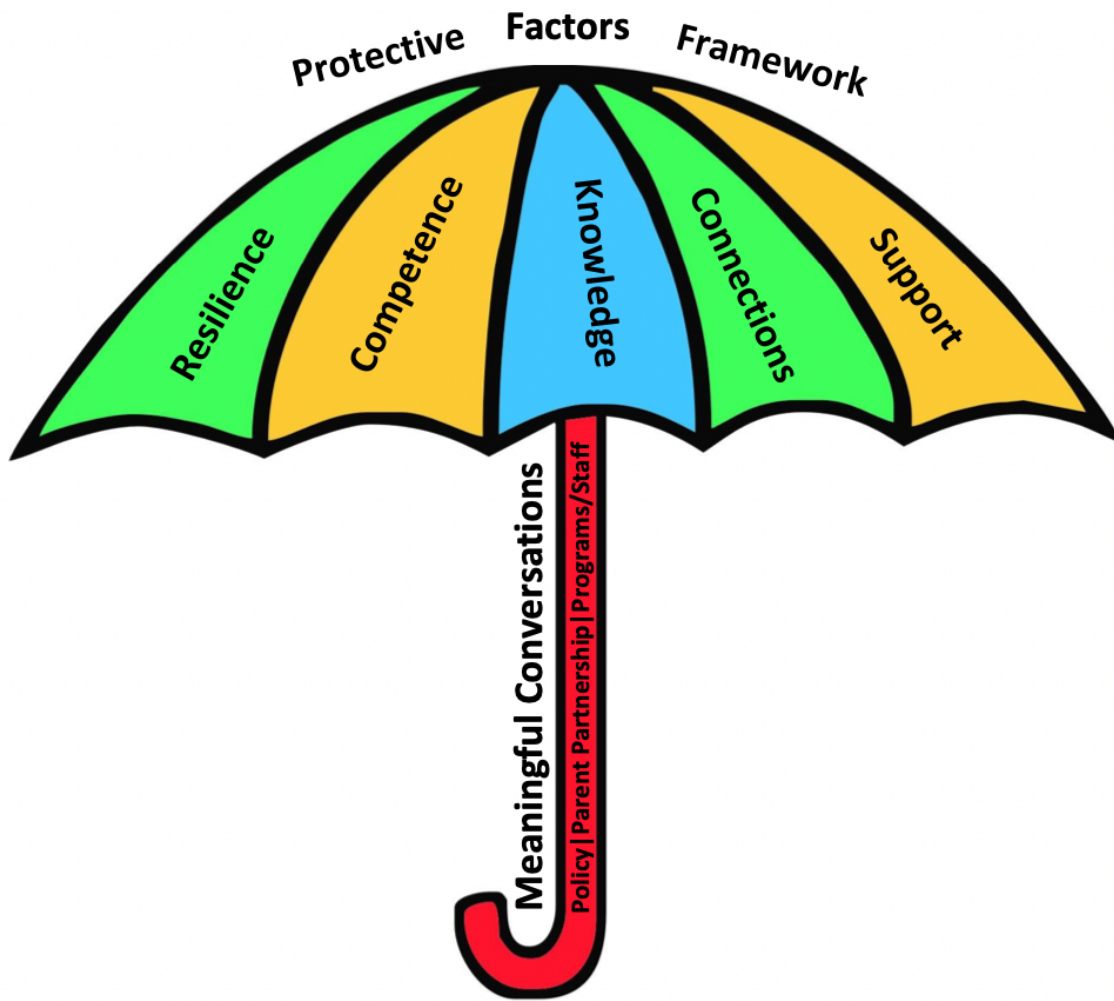 Protective Factors Framework
Resilience
Competence
Knowledge
Connections
Support
Meaningful Conversations
Policy|Parent Partnership|Programs/Staff